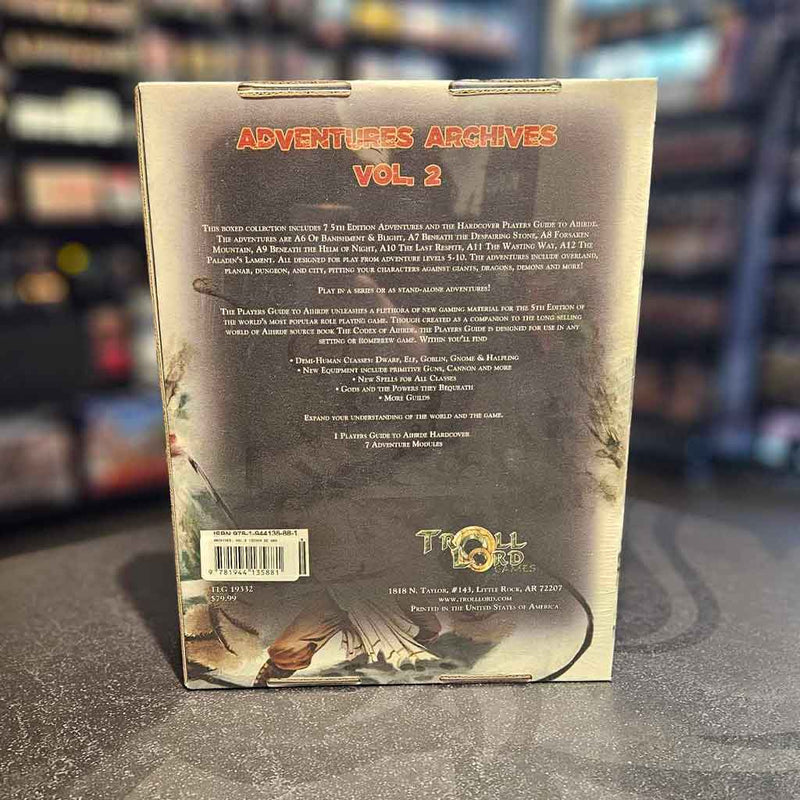 ADVENTURES ARCHIVES
VOL. 2
THIS BOXED COLLECTION INCLUDES 7 5TH EDITION ADVENTURES AND THE HARDCOVER PLAYERS GUIDE TO AIHRDE.
THE ADVENTURES ARE A6 OF BANISHMENT & BLIGHT, A7 BENEATH THE DESPAIRING STONE, A8 FORSAKEN
MOUNTAIN, A9 BENEATH THE HELM OF NIGHT, A10 THE LAST RESPITE, A11 THE WASTING WAY, A12 THE
PALADIN'S LAMENT. ALL DESIGNED FOR PLAY FROM ADVENTURE LEVELS 5-10. THE ADVENTURES INCLUDE OVERLAND,
PLANAR, DUNGEON, AND CITY, PITTING YOUR CHARACTERS AGAINST GIANTS, DRAGONS, DEMONS AND MORE!
PLAY IN A SERIES OR AS STAND-ALONE ADVENTURES!
THE PLAYERS GUIDE TO AIHRDE UNLEASHES A PLETHORA OF NEW GAMING MATERIAL FOR THE 5TH EDITION OF
THE WORLD'S MOST POPULAR ROLE PLAYING GAME. THOUGH CREATED AS A COMPANION TO THE LONG SELLING
WORLD OF AIHRDE SOURCE BOOK THE CODEX OF AIHRDE, THE PLAYERS GUIDE IS DESIGNED FOR USE IN ANY
SETTING OR HOMEBREW GAME. WITHIN YOU'LL FIND
• DEMI-HUMAN CLASSES: DWARF, ELF, GOBLIN, GNOME & HALFLING
• NEW EQUIPMENT INCLUDE PRIMITIVE GUNS, CANNON AND MORE
• NEW SPELLS FOR ALL CLASSES
• GODS AND THE POWERS THEY BEQUEATH
• MORE GUILDS
EXPAND YOUR UNDERSTANDING OF THE WORLD AND THE GAME.
1 PLAYERS GUIDE TO AIHRDE HARDCOVER
7 ADVENTURE MODULES
ISBN 978-1-944135-88-1
9 781944 135881
TLG 19332
$79.99
TROLL
LORD
GAMES
1818 N. TAYLOR, #143, LITTLE ROCK, AR 72207
WWW.TROLLLORD.COM
PRINTED IN THE UNITED STATES OF AMERICA.